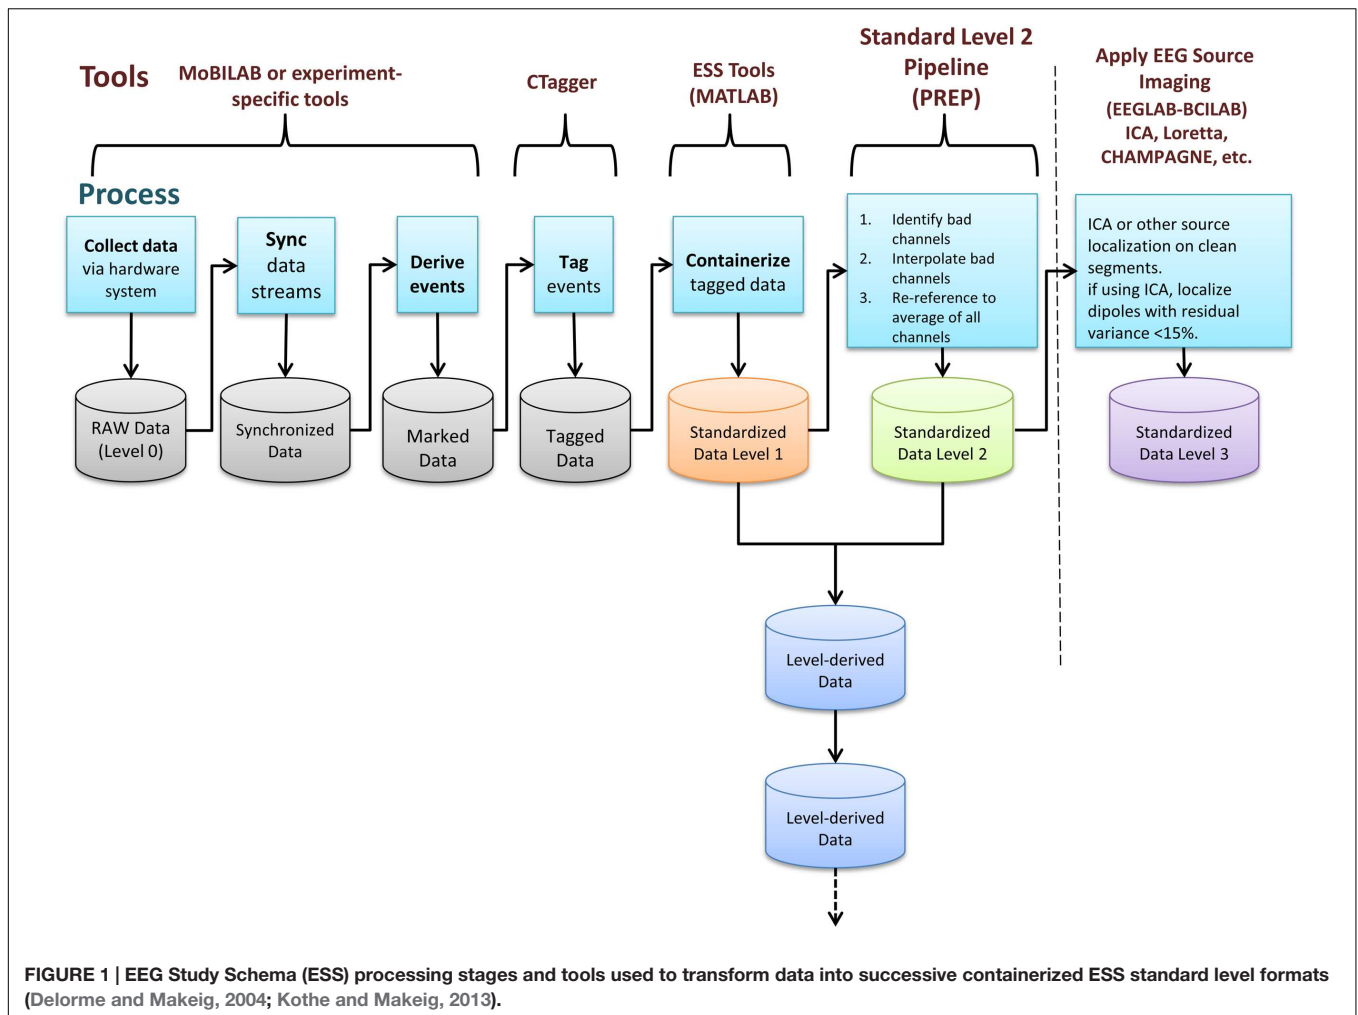 Tools
MoBILAB or experiment-
specific tools
CTagger
ESS Tools
(MATLAB)
Standard Level 2
Pipeline
(PREP)
Apply EEG Source
Imaging
(EEGLAB-BCILAB)
ICA, Loretta,
CHAMPAGNE, etc.
Process
Collect data
via hardware
system
Sync
data
streams
Derive
events
Tag
events
Containerize
tagged data
1. Identify bad
channels
2. Interpolate bad
channels
3. Re-reference to
average of all
channels
ICA or other source
localization on clean
segments.
if using ICA, localize
dipoles with residual
variance <15%.
RAW Data
(Level 0)
Synchronized
Data
Marked
Data
Tagged
Data
Standardized
Data Level 1
Standardized
Data Level 2
Standardized
Data Level 3
Level-derived
Data
Level-derived
Data
FIGURE 1 | EEG Study Schema (ESS) processing stages and tools used to transform data into successive containerized ESS standard level formats
(Delorme and Makeig, 2004; Kothe and Makeig, 2013).